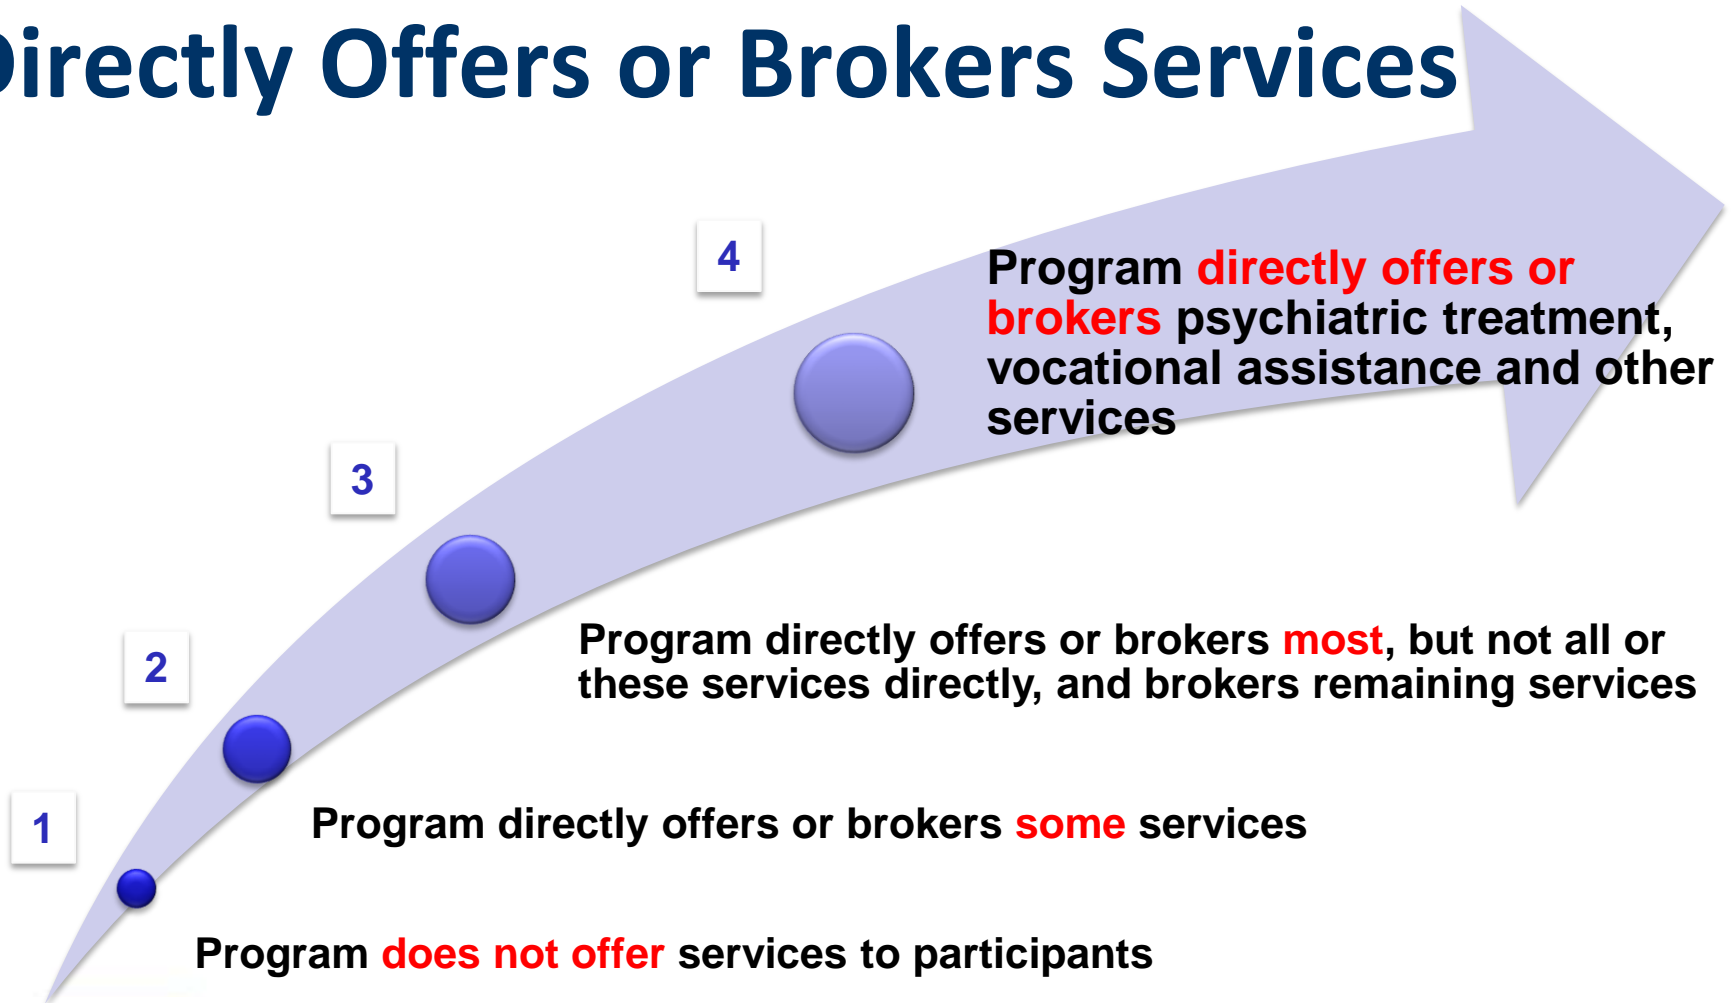 Directly Offers or Brokers Services
4
Program directly offers or
brokers psychiatric treatment,
vocational assistance and other
services
3
Program directly offers or brokers most, but not all or
these services directly, and brokers remaining services
2
Program directly offers or brokers some services
1
Program does not offer services to participants